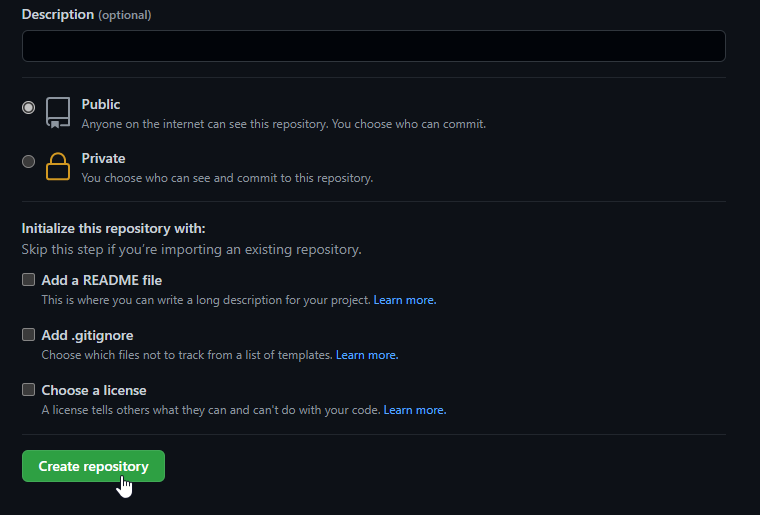 Description (optional)
Public
Anyone on the internet can see this repository. You choose who can commit.
Private
You choose who can see and commit to this repository.
Initialize this repository with:
Skip this step if you're importing an existing repository.
Add a README file
This is where you can write a long description for your project. Learn more.
Add .gitignore
Choose which files not to track from a list of templates. Learn more.
Choose a license
A license tells others what they can and can't do with your code. Learn more.
Create repository